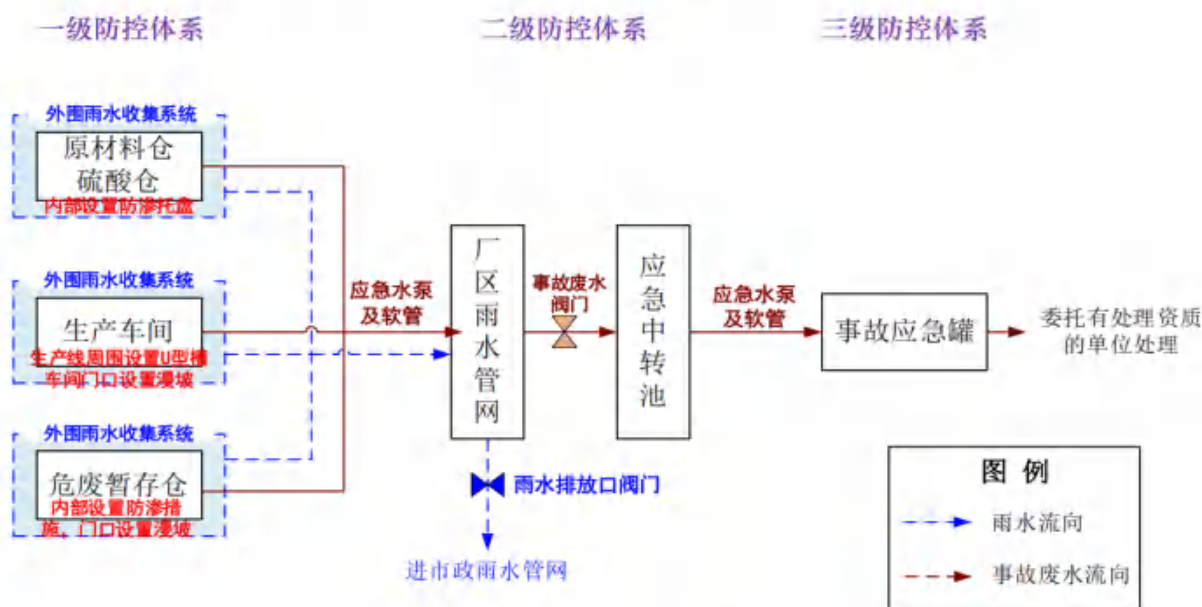 一级防控体系
二级防控体系
三级防控体系
外围雨水收集系统
原材料仓
硫酸仓
内部设置防渗托盒
外围雨水收集系统
生产车间
生产线周围设置U型槽
车间门口设置漫坡
外围雨水收集系统
危废暂存仓
内部设置防渗措
施，门口设置漫坡
应急水泵
及软管
厂区雨水管网
事故废水
阀门
应急中转池
应急水泵
及软管
事故应急罐
委托有处理资质
的单位处理
雨水排放口阀门
进市政雨水管网
图 例
雨水流向
事故废水流向